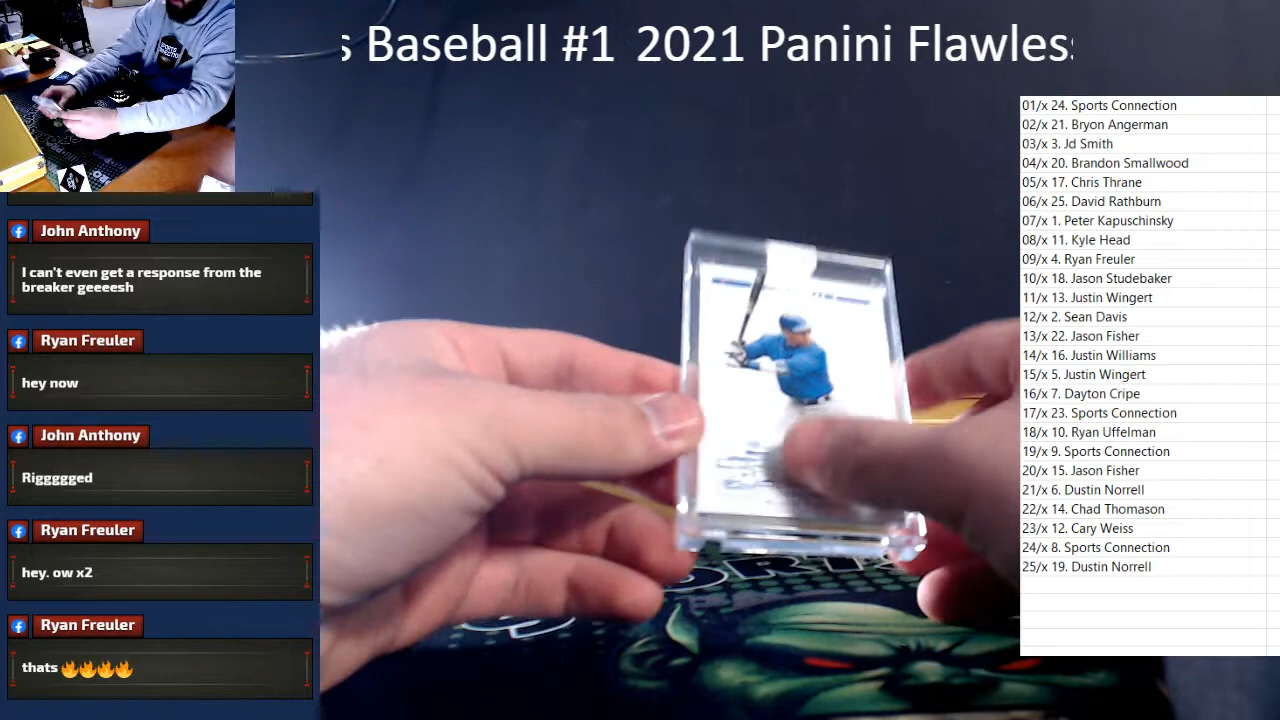 s Baseball #1 2021 Panini Flawles
John Anthony
I can't even get a response from the
breaker geeeesh
Ryan Freuler
hey now
John Anthony
Rigggged
Ryan Freuler
hey. ow x2
Ryan Freuler
thats 🔥🔥🔥🔥
01/x 24. Sports Connection
02/x 21. Bryon Angerman
03/x 3. Jd Smith
04/x 20. Brandon Smallwood
05/x 17. Chris Thrane
06/x 25. David Rathburn
07/x 1. Peter Kapuschinsky
08/x 11. Kyle Head
09/x 4. Ryan Freuler
10/x 18. Jason Studebaker
11/x 13. Justin Wingert
12/x 2. Sean Davis
13/x 22. Jason Fisher
14/x 16. Justin Williams
15/x 5. Justin Wingert
16/x 7. Dayton Cripe
17/x 23. Sports Connection
18/x 10. Ryan Uffelman
19/x 9. Sports Connection
20/x 15. Jason Fisher
21/x 6. Dustin Norrell
22/x 14. Chad Thomason
23/x 12. Cary Weiss
24/x 8. Sports Connection
25/x 19. Dustin Norrell